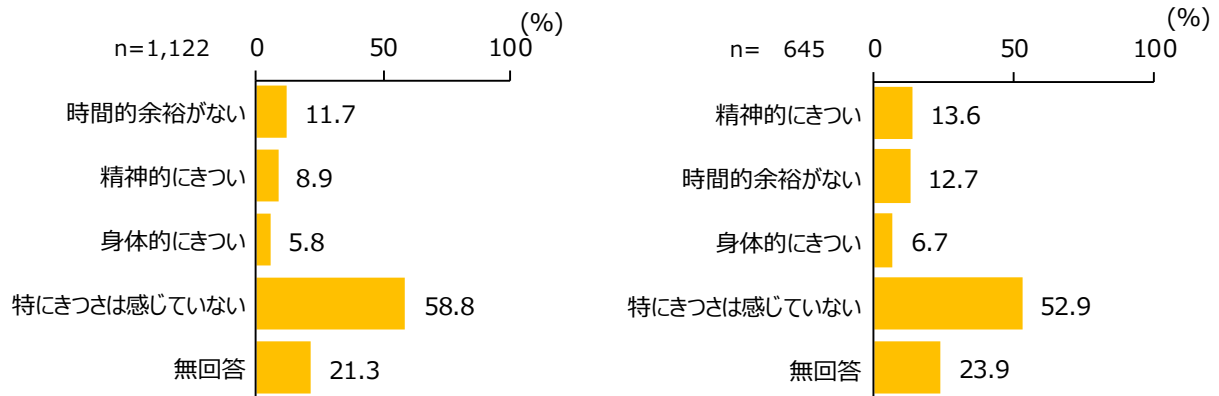 (%)
n=1,122 0 50 100
時間的余裕がない 11.7
精神的にきつい 8.9
身体的にきつい 5.8
特にきつさは感じていない 58.8
無回答 21.3
(%)
n= 645 0 50 100
精神的にきつい 13.6
時間的余裕がない 12.7
身体的にきつい 6.7
特にきつさは感じていない 52.9
無回答 23.9